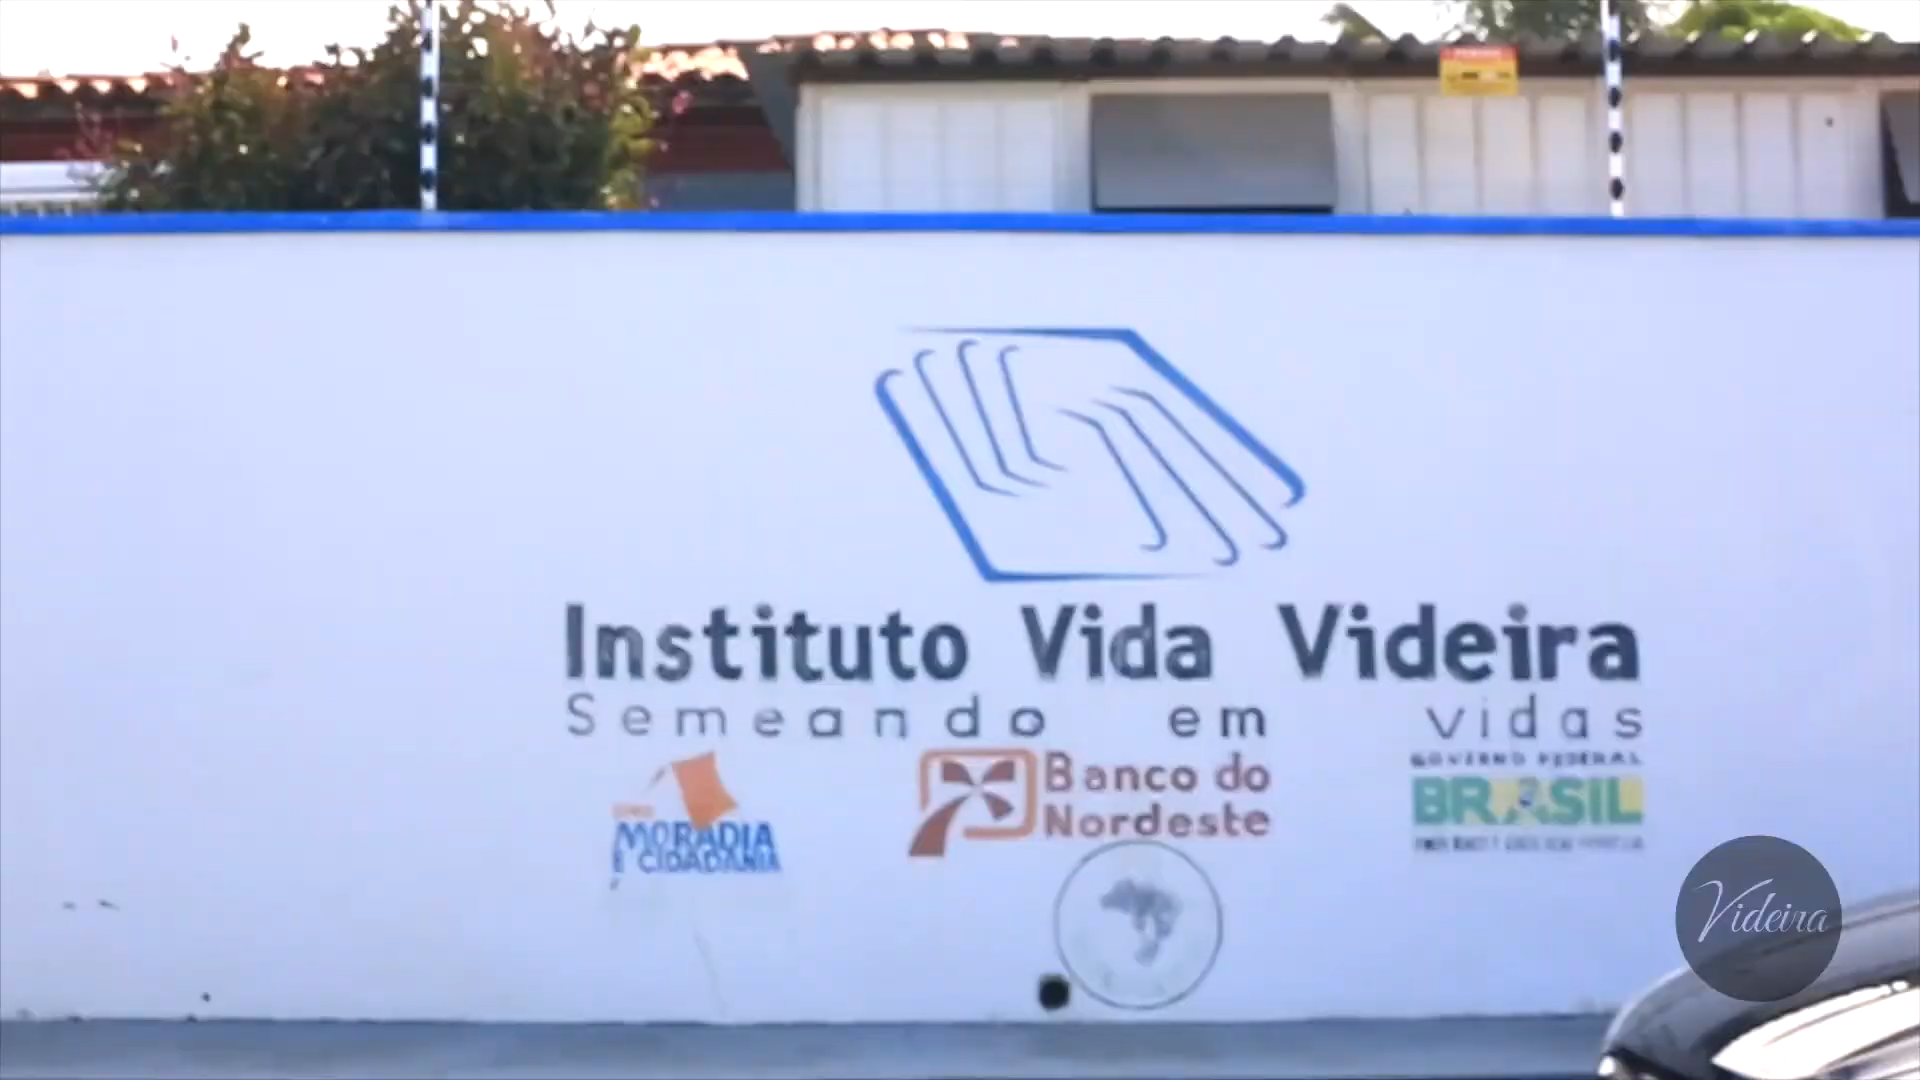 Instituto Vida Videira
Semeando em vidas
MORADIA
E CIDADANIA
Banco do
Nordeste
GOVERNO FEDERAL
BRASIL
Videira